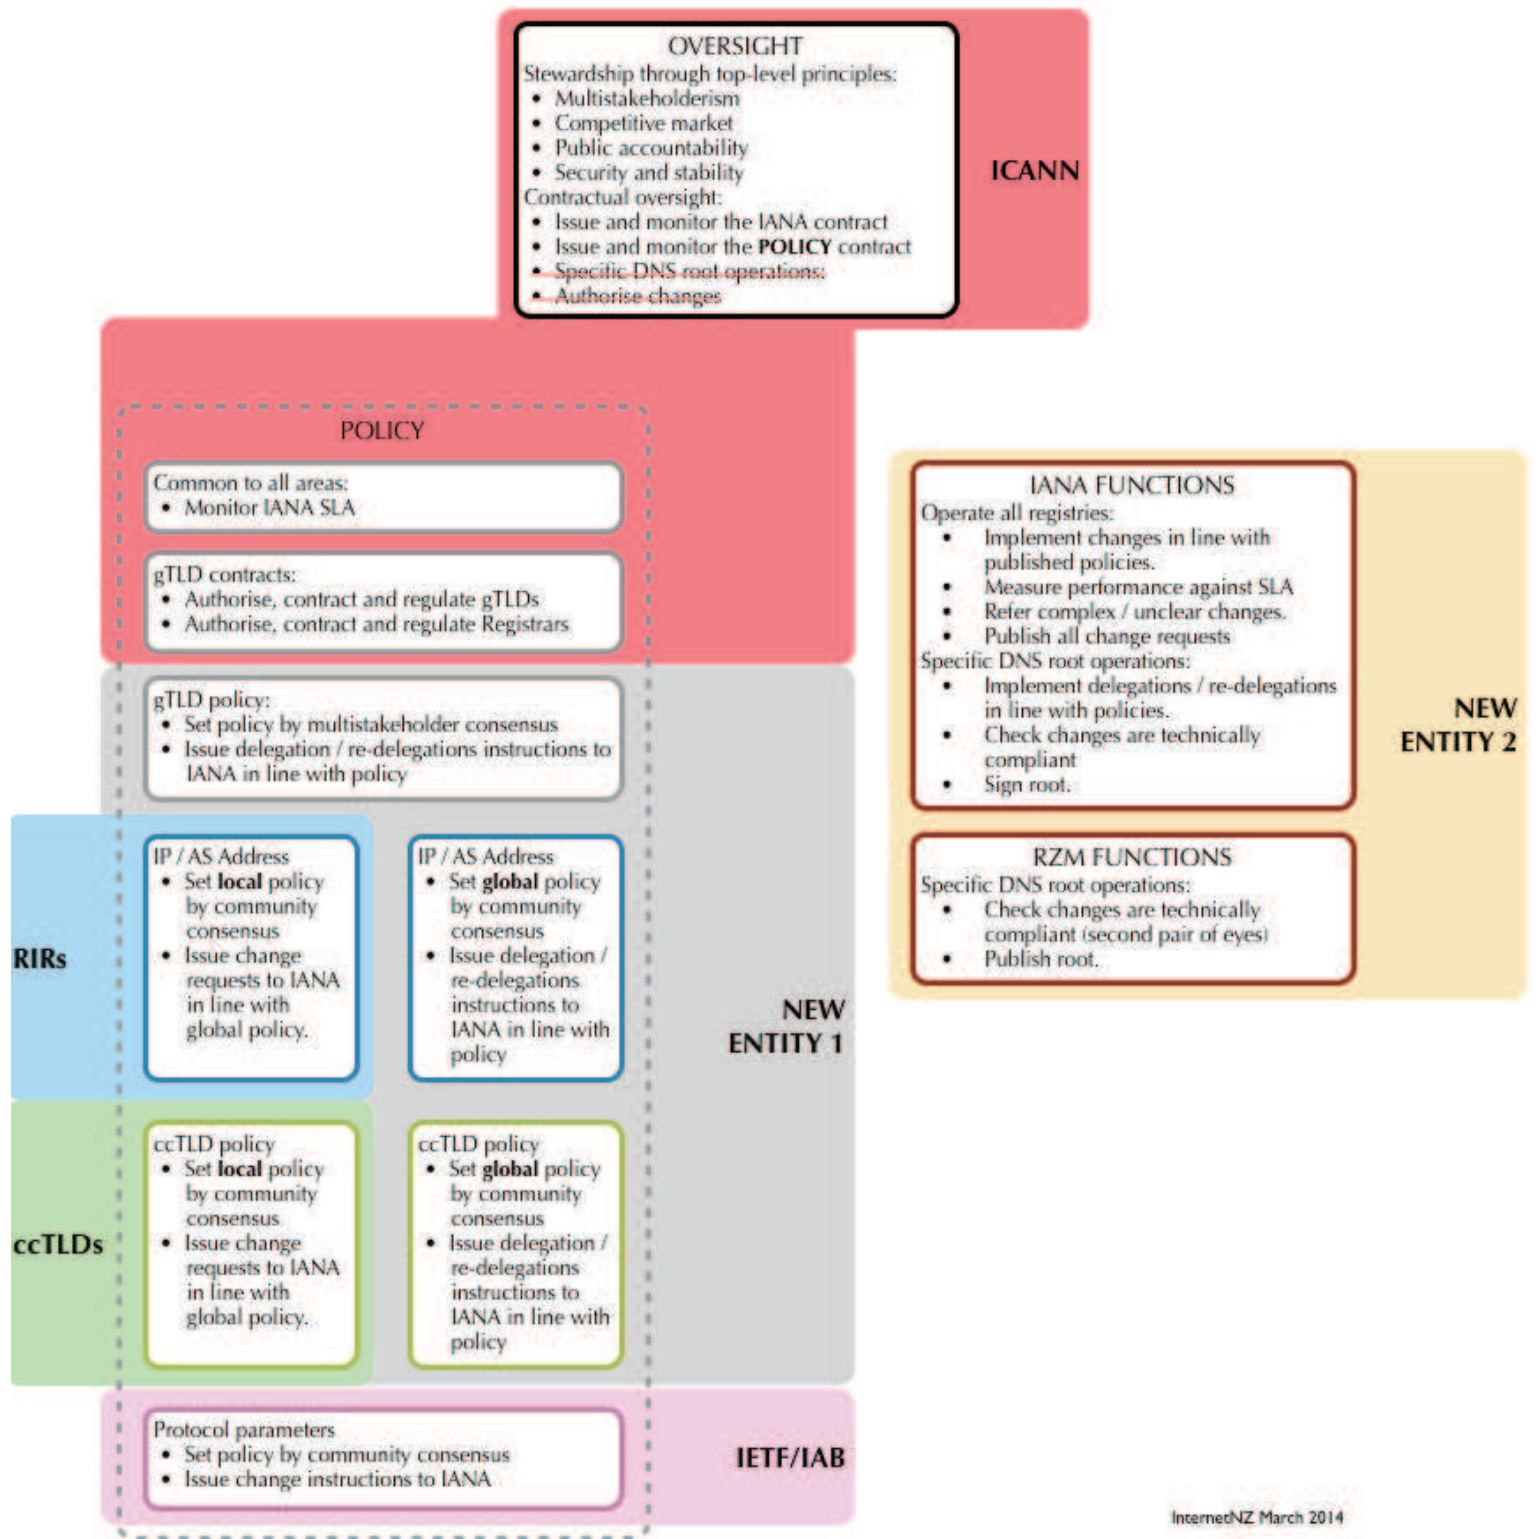 OVERSIGHT
Stewardship through top-level principles:
• Multistakeholderism
• Competitive market
• Public accountability
• Security and stability
Contractual oversight:
• Issue and monitor the IANA contract
• Issue and monitor the POLICY contract
• Specific DNS root operations:
• Authorise changes
ICANN
POLICY
Common to all areas:
• Monitor IANA SLA
gTLD contracts:
• Authorise, contract and regulate gTLDs
• Authorise, contract and regulate Registrars
gTLD policy:
• Set policy by multistakeholder consensus
• Issue delegation / re-delegations instructions to
IANA in line with policy
RIRs
IP / AS Address
• Set local policy
by community
consensus
• Issue change
requests to IANA
in line with
global policy.
IP / AS Address
• Set global policy
by community
consensus
• Issue delegation /
re-delegations
instructions to
IANA in line with
policy
NEW
ENTITY 1
ccTLDs
ccTLD policy
• Set local policy
by community
consensus
• Issue change
requests to IANA
in line with
global policy.
ccTLD policy
• Set global policy
by community
consensus
• Issue delegation /
re-delegations
instructions to
IANA in line with
policy
Protocol parameters
• Set policy by community consensus
• Issue change instructions to IANA
IETF/IAB
IANA FUNCTIONS
Operate all registries:
• Implement changes in line with
published policies.
• Measure performance against SLA
• Refer complex / unclear changes.
• Publish all change requests
Specific DNS root operations:
• Implement delegations / re-delegations
in line with policies.
• Check changes are technically
compliant
• Sign root.
NEW
ENTITY 2
RZM FUNCTIONS
Specific DNS root operations:
• Check changes are technically
compliant (second pair of eyes)
• Publish root.
InternetNZ March 2014